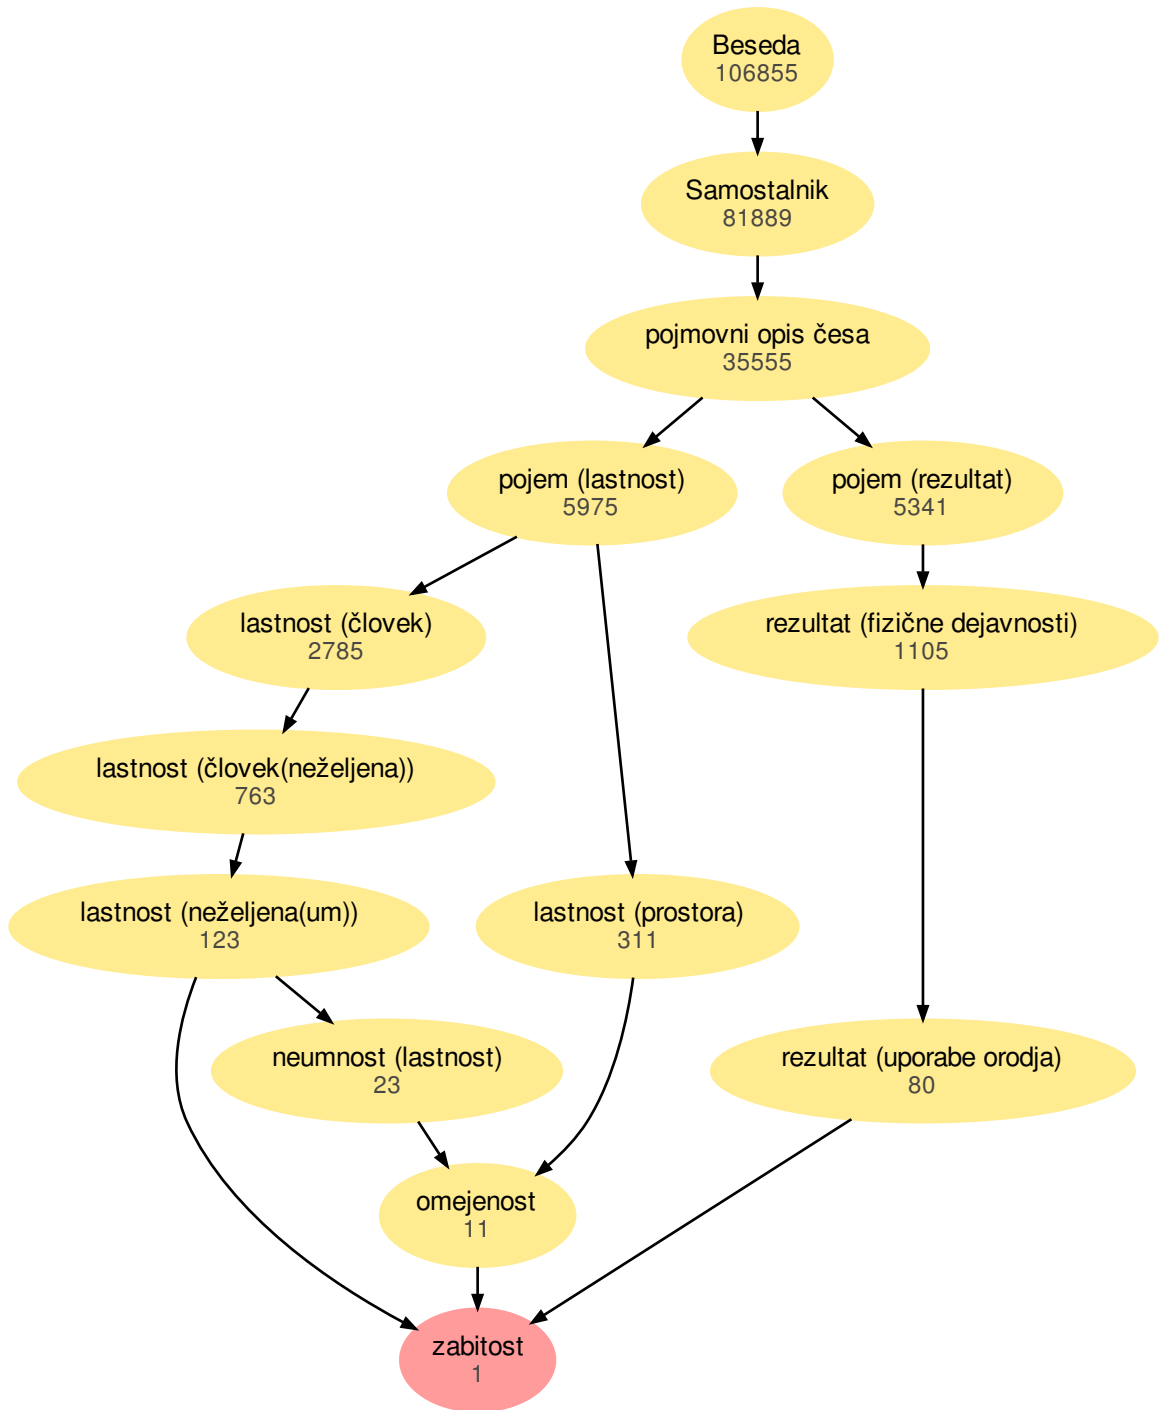 Beseda
106855
Samostalnik
81889
pojmovni opis česa
35555
pojem (lastnost)
5975
pojem (rezultat)
5341
lastnost (človek)
2785
rezultat (fizične dejavnosti)
1105
lastnost (človek(neželjena))
763
lastnost (neželjena(um))
123
lastnost (prostora)
311
neumnost (lastnost)
23
rezultat (uporabe orodja)
80
omejenost
11
zabitost
1